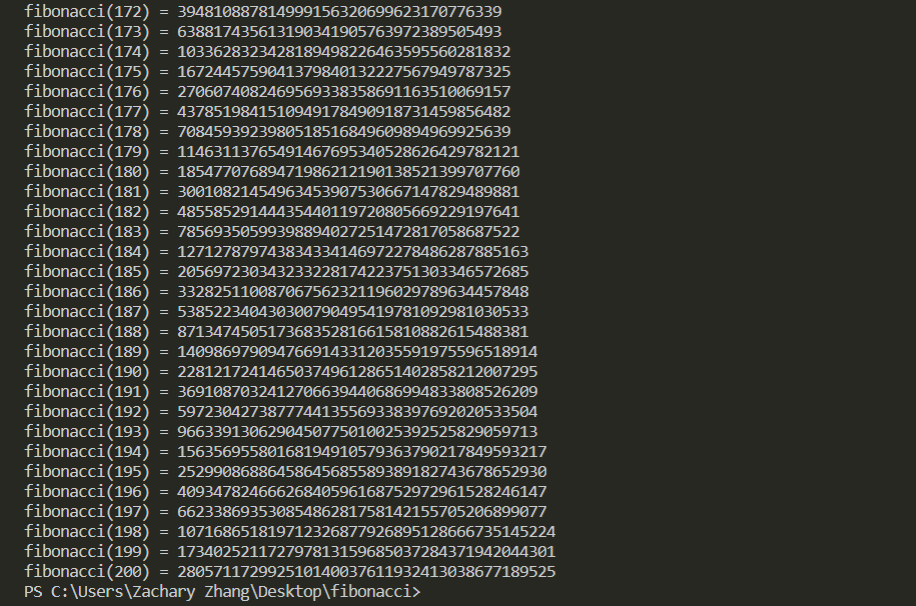 fibonacci(172) = 394810887814999156320699623170776339
fibonacci(173) = 638817435613190341905763972389505493
fibonacci(174) = 1033628323428189498226463595560281832
fibonacci(175) = 1672445759041379840132227567949787325
fibonacci(176) = 2706074082469569338358691163510069157
fibonacci(177) = 4378519841510949178490918731459856482
fibonacci(178) = 7084593923980518516849609894969925639
fibonacci(179) = 11463113765491467695340528626429782121
fibonacci(180) = 18547707689471986212190138521399707760
fibonacci(181) = 30010821454963453907530667147829489881
fibonacci(182) = 48558529144435440119720805669229197641
fibonacci(183) = 78569350599398894027251472817058687522
fibonacci(184) = 127127879743834334146972278486287885163
fibonacci(185) = 205697230343233228174223751303346572685
fibonacci(186) = 332825110087067562321196029789634457848
fibonacci(187) = 538522340430300790495419781092981030533
fibonacci(188) = 871347450517368352816615810882615488381
fibonacci(189) = 1409869790947669143312035591975596518914
fibonacci(190) = 2281217241465037496128651402858212007295
fibonacci(191) = 3691087032412706639440686994833808526209
fibonacci(192) = 5972304273877744135569338397692020533504
fibonacci(193) = 9663391306290450775010025392525829059713
fibonacci(194) = 15635695580168194910579363790217849593217
fibonacci(195) = 25299086886458645685589389182743678652930
fibonacci(196) = 40934782466626840596168752972961528246147
fibonacci(197) = 66233869353085486281758142155705206899077
fibonacci(198) = 107168651819712326877926895128666735145224
fibonacci(199) = 173402521172797813159685037284371942044301
fibonacci(200) = 280571172992510140037611932413038677189525
PS C:\Users\Zachary Zhang\Desktop\fibonacci>